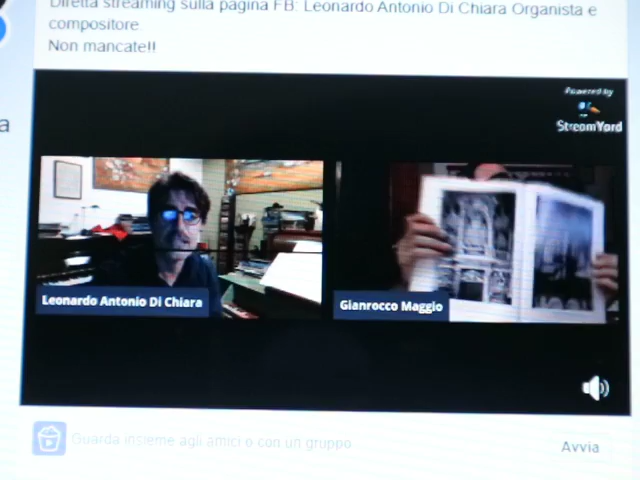 Diretta streaming sulla pagina FB: Leonardo Antonio Di Chiara Organista e
compositore.
Non mancate!!
a
Powered by
StreamYard
Leonardo Antonio Di Chiara
Gianrocco Maggio
Guarda insieme agli amici o con un gruppo
Avvia